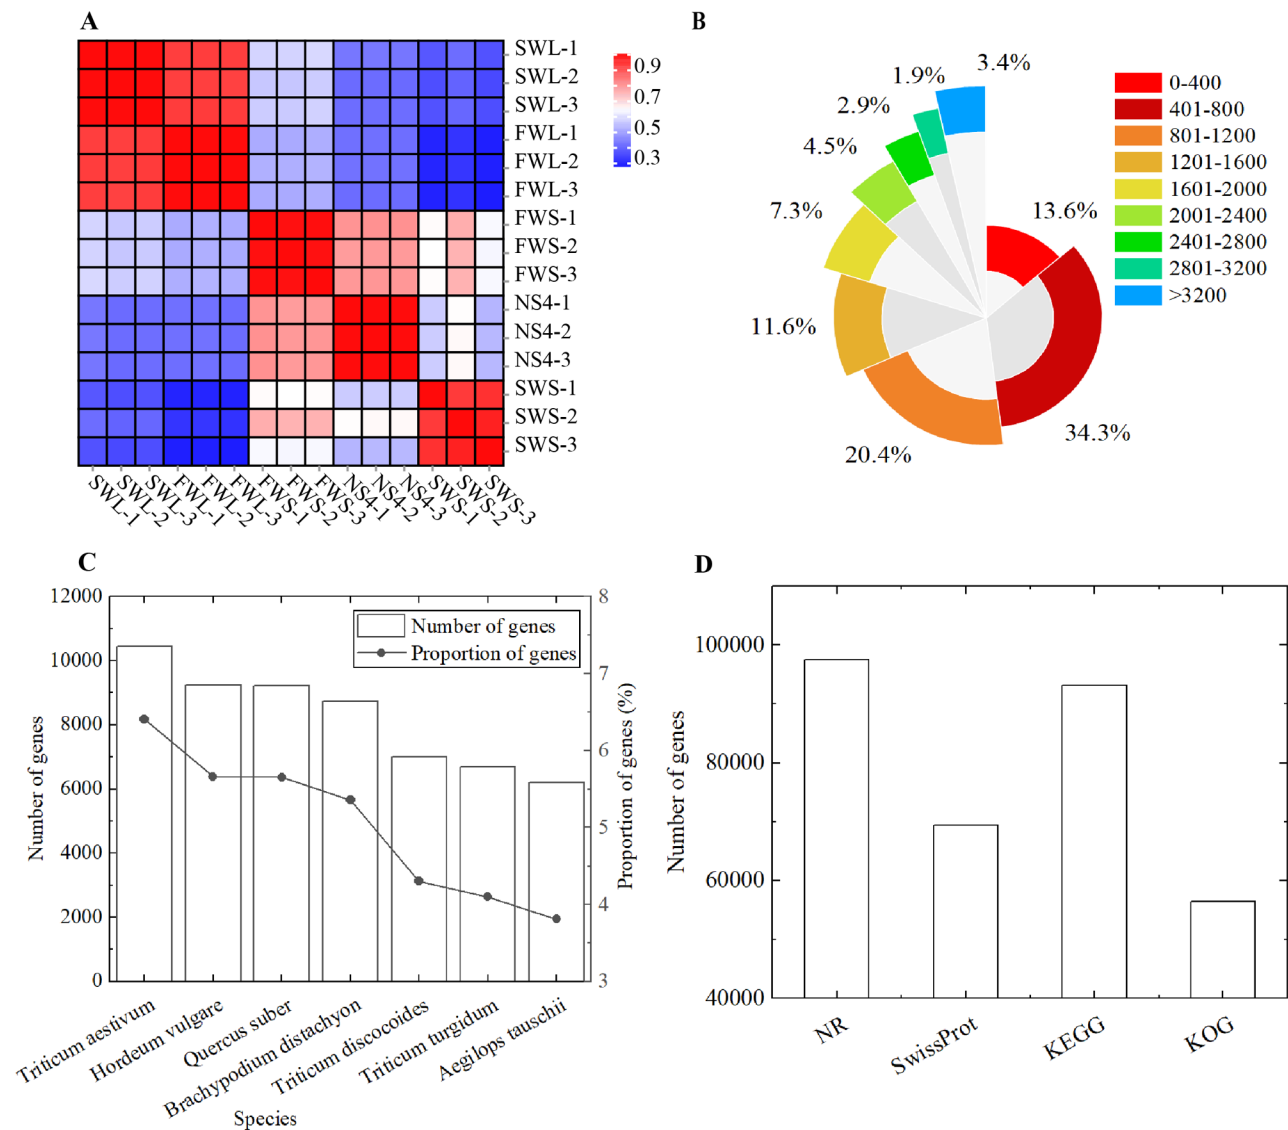 A
SWL-1
SWL-2
SWL-3
FWL-1
FWL-2
FWL-3
FWS-1
FWS-2
FWS-3
NS4-1
NS4-2
NS4-3
SWS-1
SWS-2
SWS-3
0.9
0.7
0.5
0.3
SWL-1
SWL-2
SWL-3
FWL-1
FWL-2
FWL-3
FWS-1
FWS-2
FWS-3
NS4-1
NS4-2
NS4-3
SWS-1
SWS-2
SWS-3
B
3.4%
1.9%
2.9%
4.5%
7.3%
11.6%
20.4%
34.3%
13.6%
0-400
401-800
801-1200
1201-1600
1601-2000
2001-2400
2401-2800
2801-3200
>3200
C
12000
10000
8000
6000
4000
2000
0
Number of genes
Number of genes
Proportion of genes
8
7
6
5
4
3
Proportion of genes (%)
Triticum aestivum
Hordeum vulgare
Quercus suber
Brachypodium distachyon
Triticum discocoides
Triticum turgidum
Aegilops tauschii
Species
D
100000
80000
60000
40000
Number of genes
NR
SwissProt
KEGG
KOG